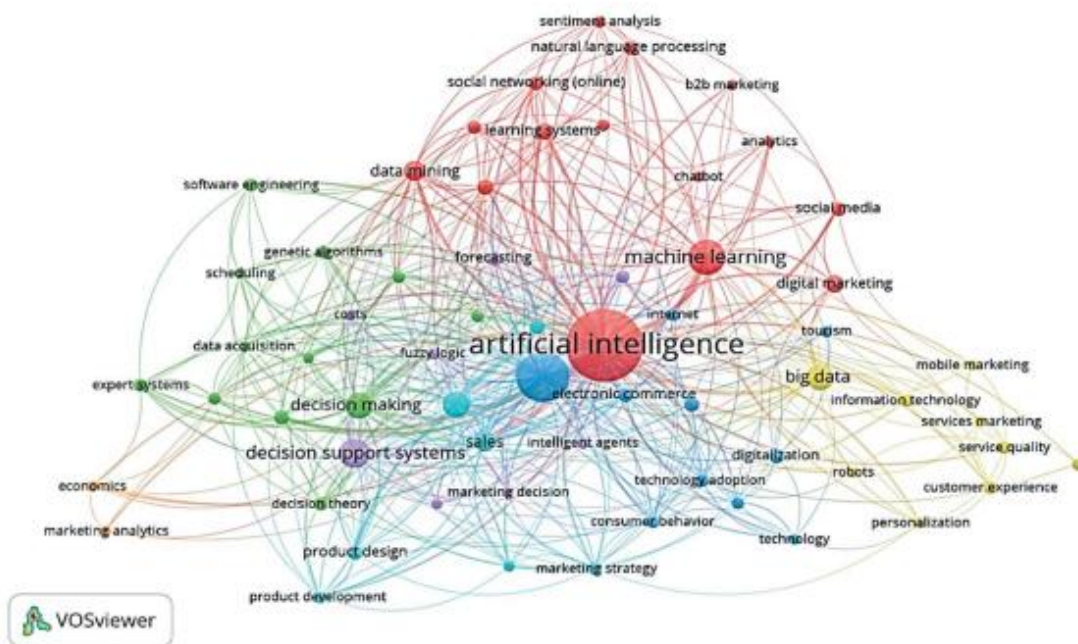 sentiment analysis
natural language processing
social networking (online)
b2b marketing
learning systems
analytics
data mining
chatbot
software engineering
social media
genetic algorithms
forecasting
machine learning
scheduling
digital marketing
costs
internet
tourism
artificial intelligence
data acquisition
fuzzy logic
mobile marketing
big data
expert systems
electronic commerce
information technology
decision making
services marketing
sales
intelligent agents
service quality
decision support systems
digitalization
robots
technology adoption
economics
marketing decision
customer experience
decision theory
consumer behavior
personalization
marketing analytics
technology
product design
marketing strategy
product development
VOSviewer